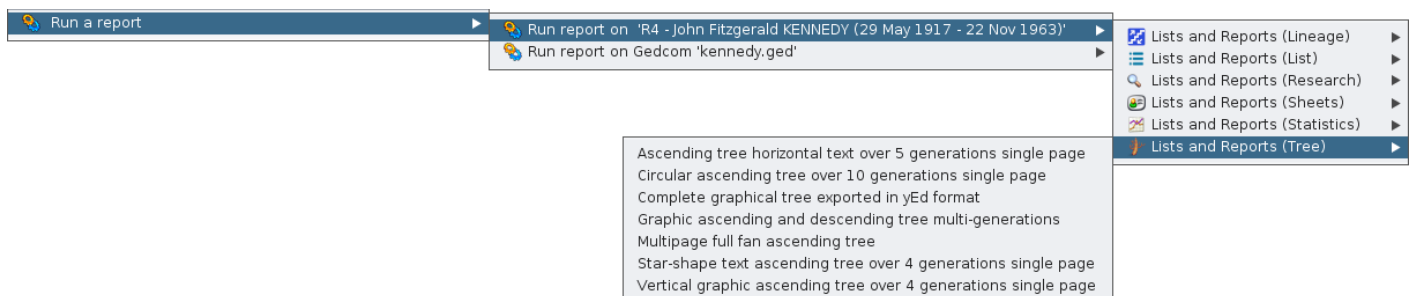 Run a report
Run report on 'R4 - John Fitzgerald KENNEDY (29 May 1917 - 22 Nov 1963)'
Run report on Gedcom 'kennedy.ged'
Lists and Reports (Lineage)
Lists and Reports (List)
Lists and Reports (Research)
Lists and Reports (Sheets)
Lists and Reports (Statistics)
Lists and Reports (Tree)
Ascending tree horizontal text over 5 generations single page
Circular ascending tree over 10 generations single page
Complete graphical tree exported in yEd format
Graphic ascending and descending tree multi-generations
Multipage full fan ascending tree
Star-shape text ascending tree over 4 generations single page
Vertical graphic ascending tree over 4 generations single page